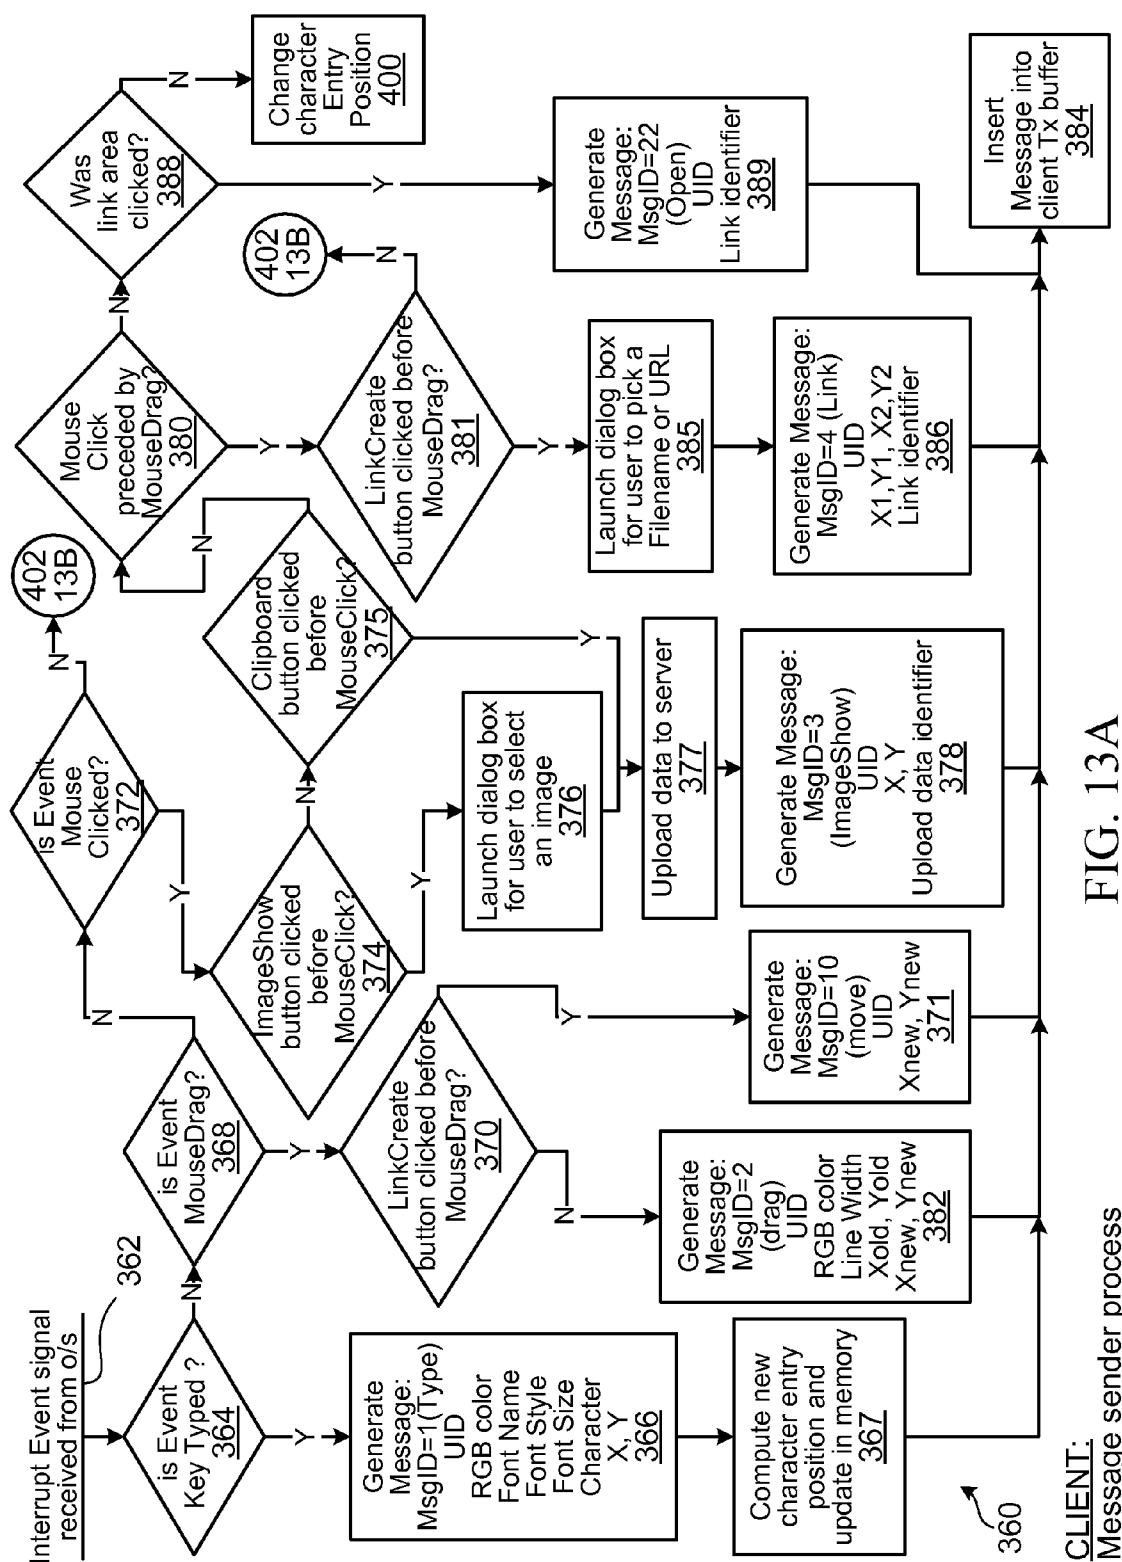 Interrupt Event signal
received from o/s
362
is Event
Key Typed ?
364
Y
N
Generate
Message:
MsgID=1(Type)
UID
RGB color
Font Name
Font Style
Font Size
Character
X, Y
366
Compute new
character entry
position and
update in memory
367
is Event
MouseDrag?
368
Y
N
LinkCreate
button clicked before
MouseDrag?
370
N
Y
Generate
Message:
MsgID=2
(drag)
UID
RGB color
Line Width
Xold, Yold
Xnew, Ynew
382
Generate
Message:
MsgID=10
(move)
UID
Xnew, Ynew
371
is Event
Mouse
Clicked?
372
N
402
13B
Y
ImageShow
button clicked
before
MouseClick?
374
Y
N
Launch dialog box
for user to select
an image
376
Clipboard
button clicked
before
MouseClick?
375
Y
N
Upload data to server
377
Generate Message:
MsgID=3
(ImageShow)
UID
X, Y
Upload data identifier
378
Mouse
Click
preceded by
MouseDrag?
380
Y
N
LinkCreate
button clicked before
MouseDrag?
381
N
402
13B
Y
Launch dialog box
for user to pick a
Filename or URL
385
Generate Message:
MsgID=4 (Link)
UID
X1,Y1, X2,Y2
Link identifier
386
Was
link area
clicked?
388
N
Change
character
Entry
Position
400
Y
Generate
Message:
MsgID=22
(Open)
UID
Link identifier
389
Insert
Message into
client Tx buffer
384
360
CLIENT:
Message sender process
FIG. 13A